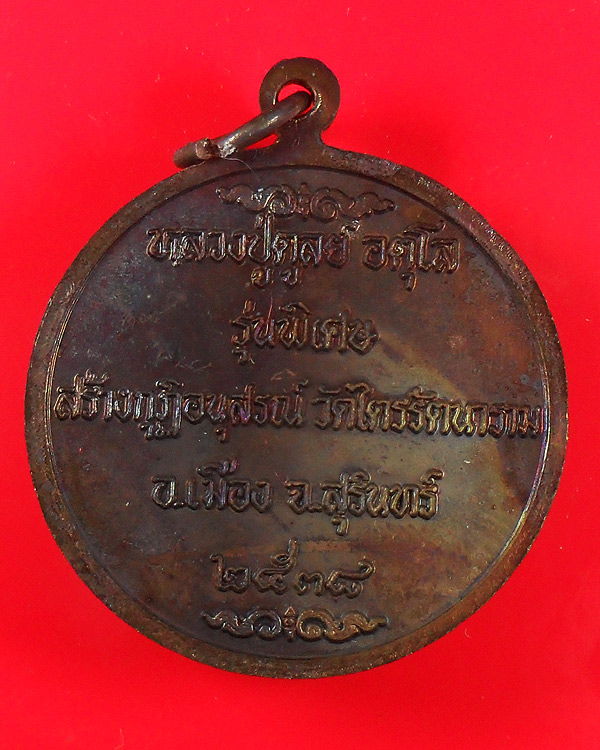 หลวงปู่ดูลย์ อตุโล
รุ่นพิเศษ
สร้างกุฏิอนุสรณ์ วัดไตรรัตนาราม
อ.เมือง จ.สุรินทร์
๒๕๓๘